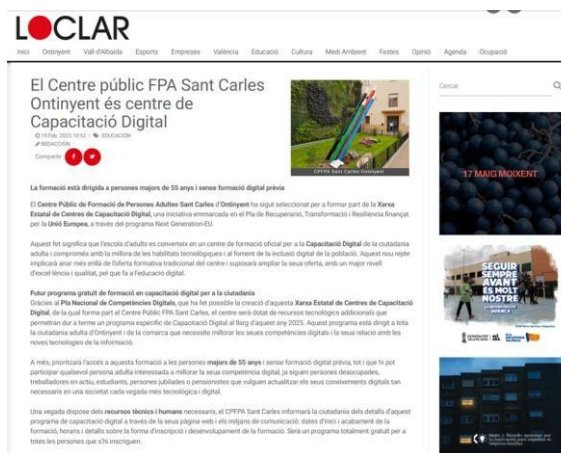 LOCLAR
Inici Ontinyent Vall d'Albaida Esports Empreses València Educació Cultura Medi Ambient Festes Opinió Agenda Ocupació
El Centre públic FPA Sant Carles
Ontinyent és centre de
Capacitació Digital
19 Feb. 2025 10:52 | EDUCACIÓN
REDACCIÓN
Compartir
CPFPA Sant Carles Ontinyent
La formació està dirigida a persones majors de 55 anys i sense formació digital prèvia
El Centre Públic de Formació de Persones Adultes Sant Carles d'Ontinyent ha sigut seleccionat per a formar part de la Xarxa
Estatal de Centres de Capacitació Digital, una iniciativa emmarcada en el Pla de Recuperació, Transformació i Resiliència finançat
per la Unió Europea, a través del programa Next Generation-EU.
Aquest fet significa que l'escola d'adults es converteix en un centre de formació oficial per a la Capacitació Digital de la ciutadania
adulta i compromés amb la millora de les habilitats tecnològiques i al foment de la inclusió digital de la població. Aquest nou repte
implicarà anar més enllà de l'oferta formativa tradicional del centre i suposarà ampliar la seua oferta, amb un major nivell
d'excel·lència i qualitat, pel que fa a l'educació digital.
Futur programa gratuït de formació en capacitació digital per a la ciutadania
Gràcies al Pla Nacional de Competències Digitals, que ha fet possible la creació d'aquesta Xarxa Estatal de Centres de Capacitació
Digital, de la qual forma part el Centre Públic FPA Sant Carles, el centre serà dotat de recursos tecnològics addicionals que
permetran dur a terme un programa específic de Capacitació Digital al llarg d'aquest any 2025. Aquest programa està dirigit a tota
la ciutadania adulta d'Ontinyent i de la comarca que necessite millorar les seues competències digitals i la seua relació amb les
noves tecnologies de la informació.
A més, prioritzarà l'accés a aquesta formació a les persones majors de 55 anys i sense formació digital prèvia, tot i que hi pot
participar qualsevol persona adulta interessada a millorar la seua competència digital, ja siguen persones desocupades,
treballadores en actiu, estudiants, persones jubilades o pensionistes que vulguen actualitzar els seus coneixements digitals tan
necessaris en una societat cada vegada més tecnològica i digital.
Una vegada dispose dels recursos tècnics i humans necessaris, el CPFPA Sant Carles informarà la ciutadania dels detalls d'aquest
programa de capacitació digital a través de la seua pàgina web i els mitjans de comunicació: dates d'inici i acabament de la
formació, horaris i detalls sobre la forma d'inscripció i desenvolupament de la formació. Serà un programa totalment gratuït per a
totes les persones que s'hi inscriguen.
Cercar
17 MAIG MOIXENT
SEGUIR
SEMPRE
AVANT
ÉS MOLT
NOSTRE
GENERALITAT
VALENCIANA